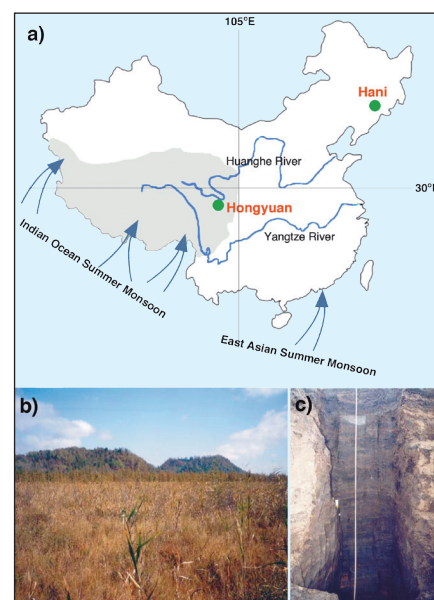 a)
105°E
Hani
Huanghe River
30°
Hongyuan
Yangtze River
Indian Ocean Summer Monsoon
East Asian Summer Monsoon
b)
c)